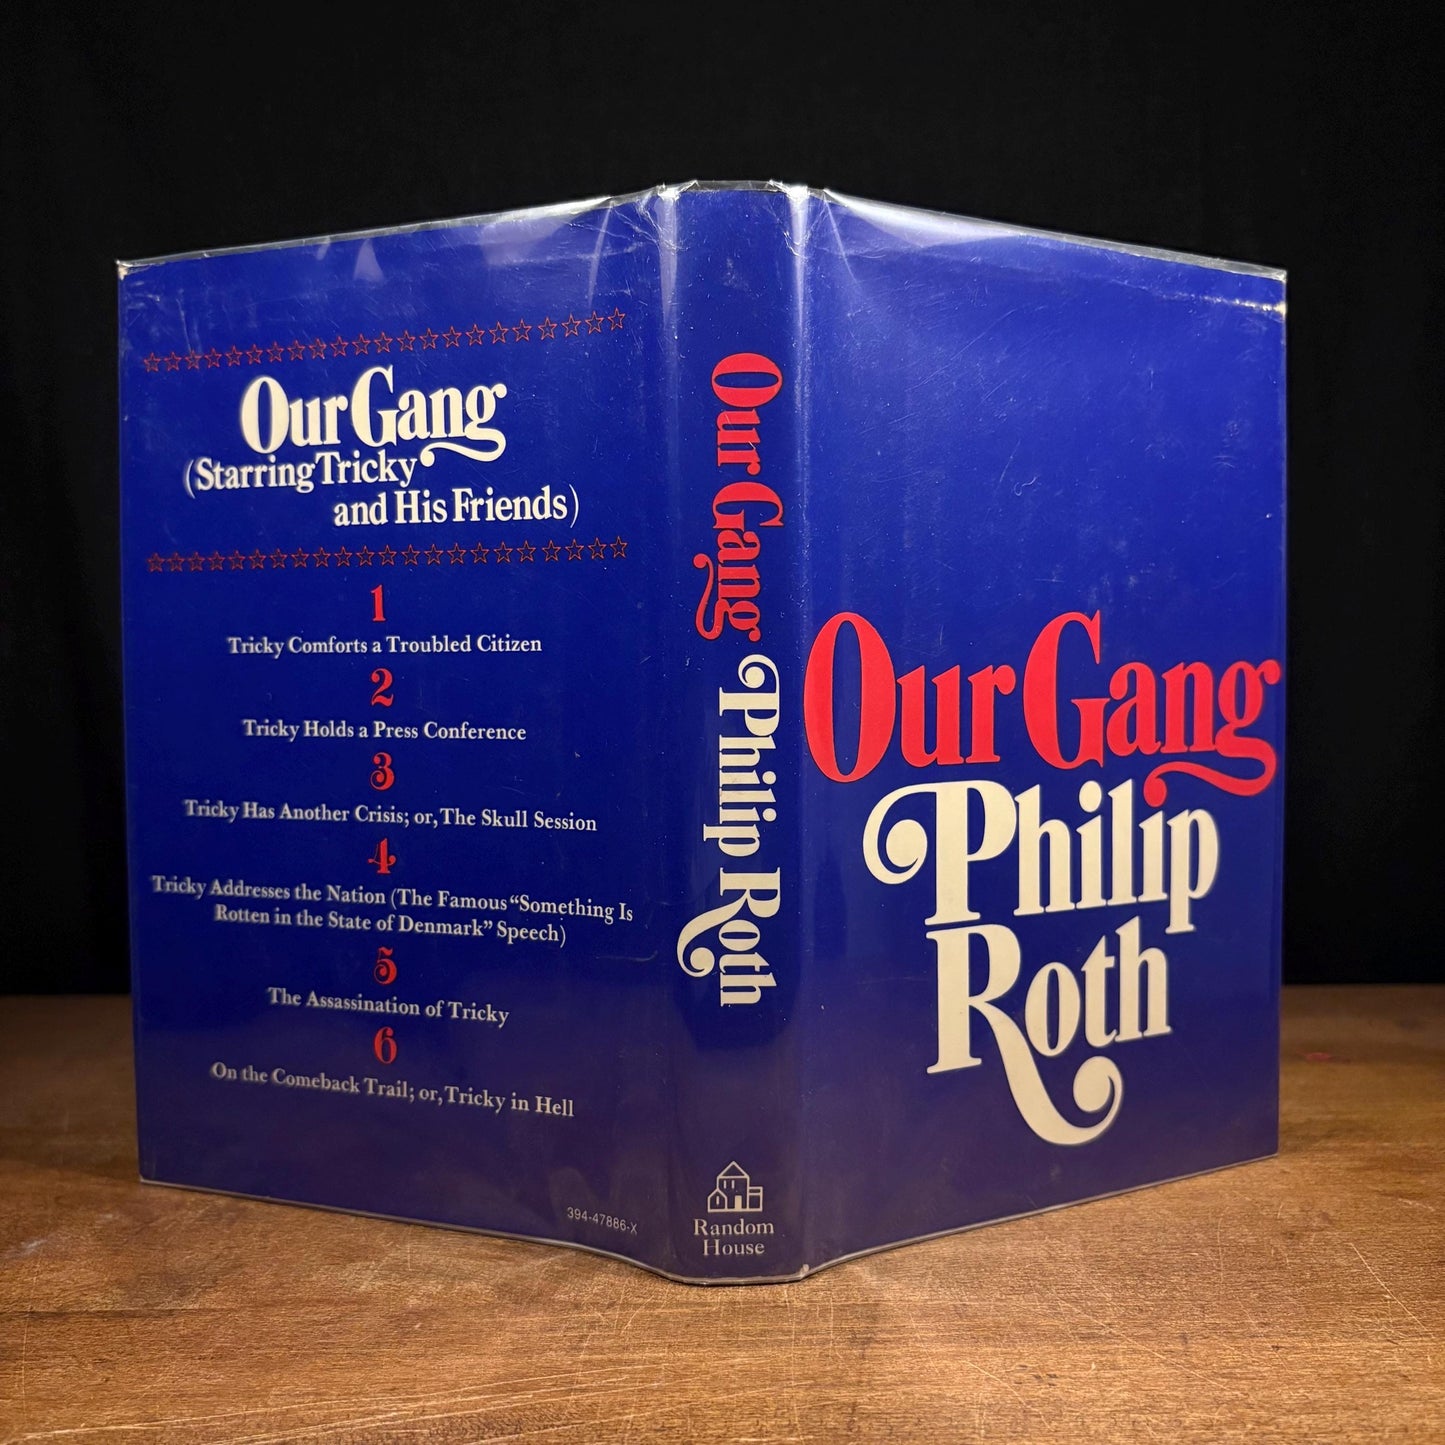 Our Gang
(Starring Tricky
and His Friends)
1
Tricky Comforts a Troubled Citizen
2
Tricky Holds a Press Conference
3
Tricky Has Another Crisis; or, The Skull Session
4
Tricky Addresses the Nation (The Famous “Something Is
Rotten in the State of Denmark” Speech)
5
The Assassination of Tricky
6
On the Comeback Trail; or, Tricky in Hell
394-47886-X
Our Gang Philip Roth
Random
House
Our Gang
Philip
Roth